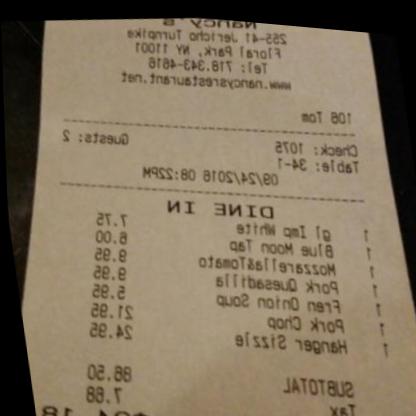 Nancy's
255-41 Jericho Turnpike
Floral Park, NY 11001
Tel: 718.343.4616
www.nancysrestaurant.net
106 Tom
Check: 1075 Guests: 2
Table: 34-1
09/24/2016 08:22PM
DINE IN
1 gl Imp White 7.75
1 Blue Moon Tap 6.00
1 Mozzarella&Tomato 9.95
1 Pork Quesadilla 9.95
1 Fren Onion Soup 5.95
1 Pork Chop 21.95
1 Hanger Sizzle 24.95
SUBTOTAL 86.50
Tax 7.68